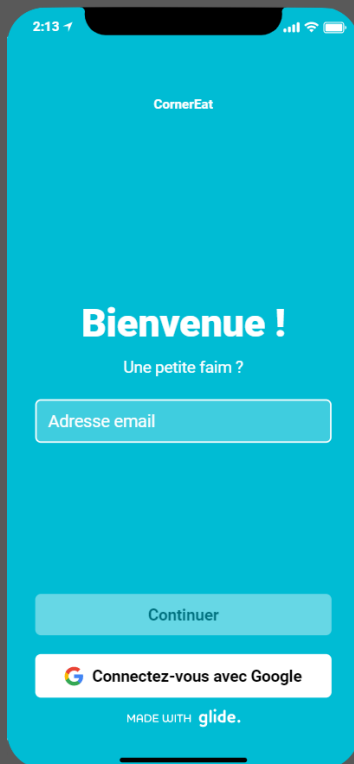 2:13
CornerEat
Bienvenue !
Une petite faim ?
Adresse email
Continuer
Connectez-vous avec Google
MADE WITH glide.